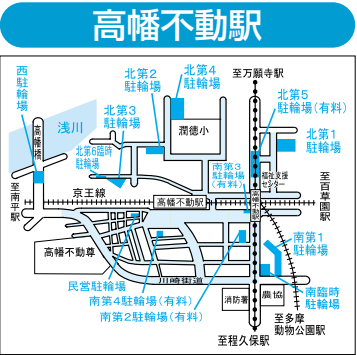 高幡不動駅
西駐輪場
北第2
駐輪場
北第4
駐輪場
至万願寺駅
北第3
駐輪場
北第5
駐輪場(有料)
浅川
高幡橋
潤徳小
北第1
駐輪場
北第6臨時
駐輪場
南第3
駐輪場
(有料)
福祉支援
センター
至南平駅
京王線
高幡不動駅
高幡不動駅
至百草園駅
高幡不動尊
南第1
駐輪場
民営駐輪場
川崎街道
南第4駐輪場(有料)
南第2駐輪場(有料)
消防署
農協
南臨時
駐輪場
至多摩
動物公園駅
至程久保駅